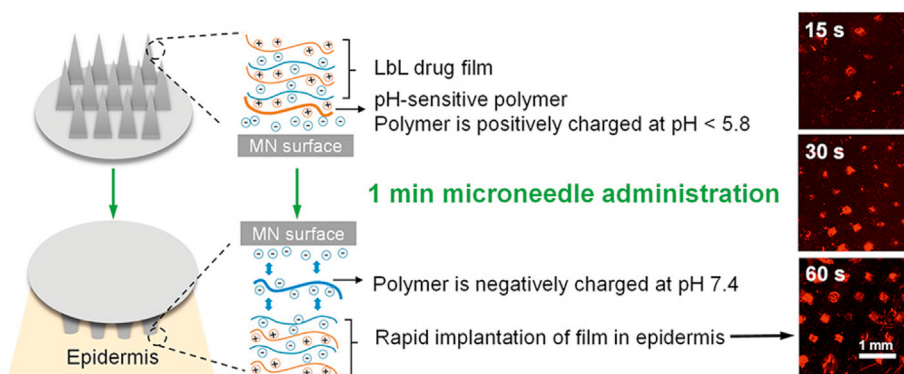 LbL drug film
pH-sensitive polymer
Polymer is positively charged at pH < 5.8
MN surface
1 min microneedle administration
MN surface
Polymer is negatively charged at pH 7.4
Rapid implantation of film in epidermis
Epidermis
15 s
30 s
60 s
1 mm